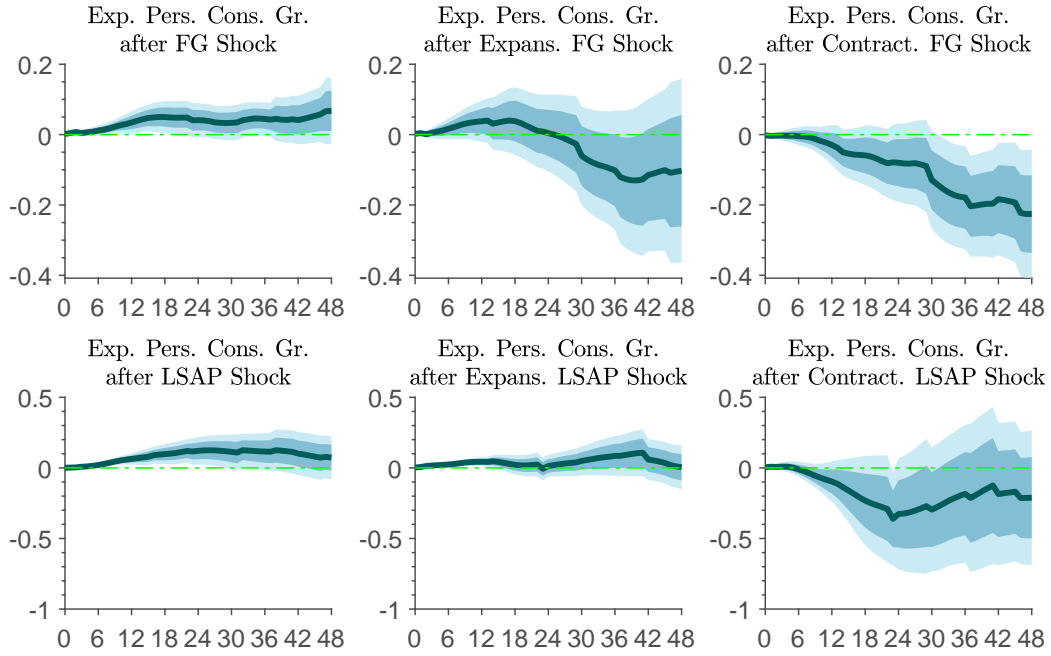 Exp. Pers. Cons. Gr.
after FG Shock
Exp. Pers. Cons. Gr.
after Expans. FG Shock
Exp. Pers. Cons. Gr.
after Contract. FG Shock
0.2
0
-0.2
-0.4
0 6 12 18 24 30 36 42 48
0.2
0
-0.2
-0.4
0 6 12 18 24 30 36 42 48
0.2
0
-0.2
-0.4
0 6 12 18 24 30 36 42 48
Exp. Pers. Cons. Gr.
after LSAP Shock
Exp. Pers. Cons. Gr.
after Expans. LSAP Shock
Exp. Pers. Cons. Gr.
after Contract. LSAP Shock
0.5
0
-0.5
-1
0 6 12 18 24 30 36 42 48
0.5
0
-0.5
-1
0 6 12 18 24 30 36 42 48
0.5
0
-0.5
-1
0 6 12 18 24 30 36 42 48